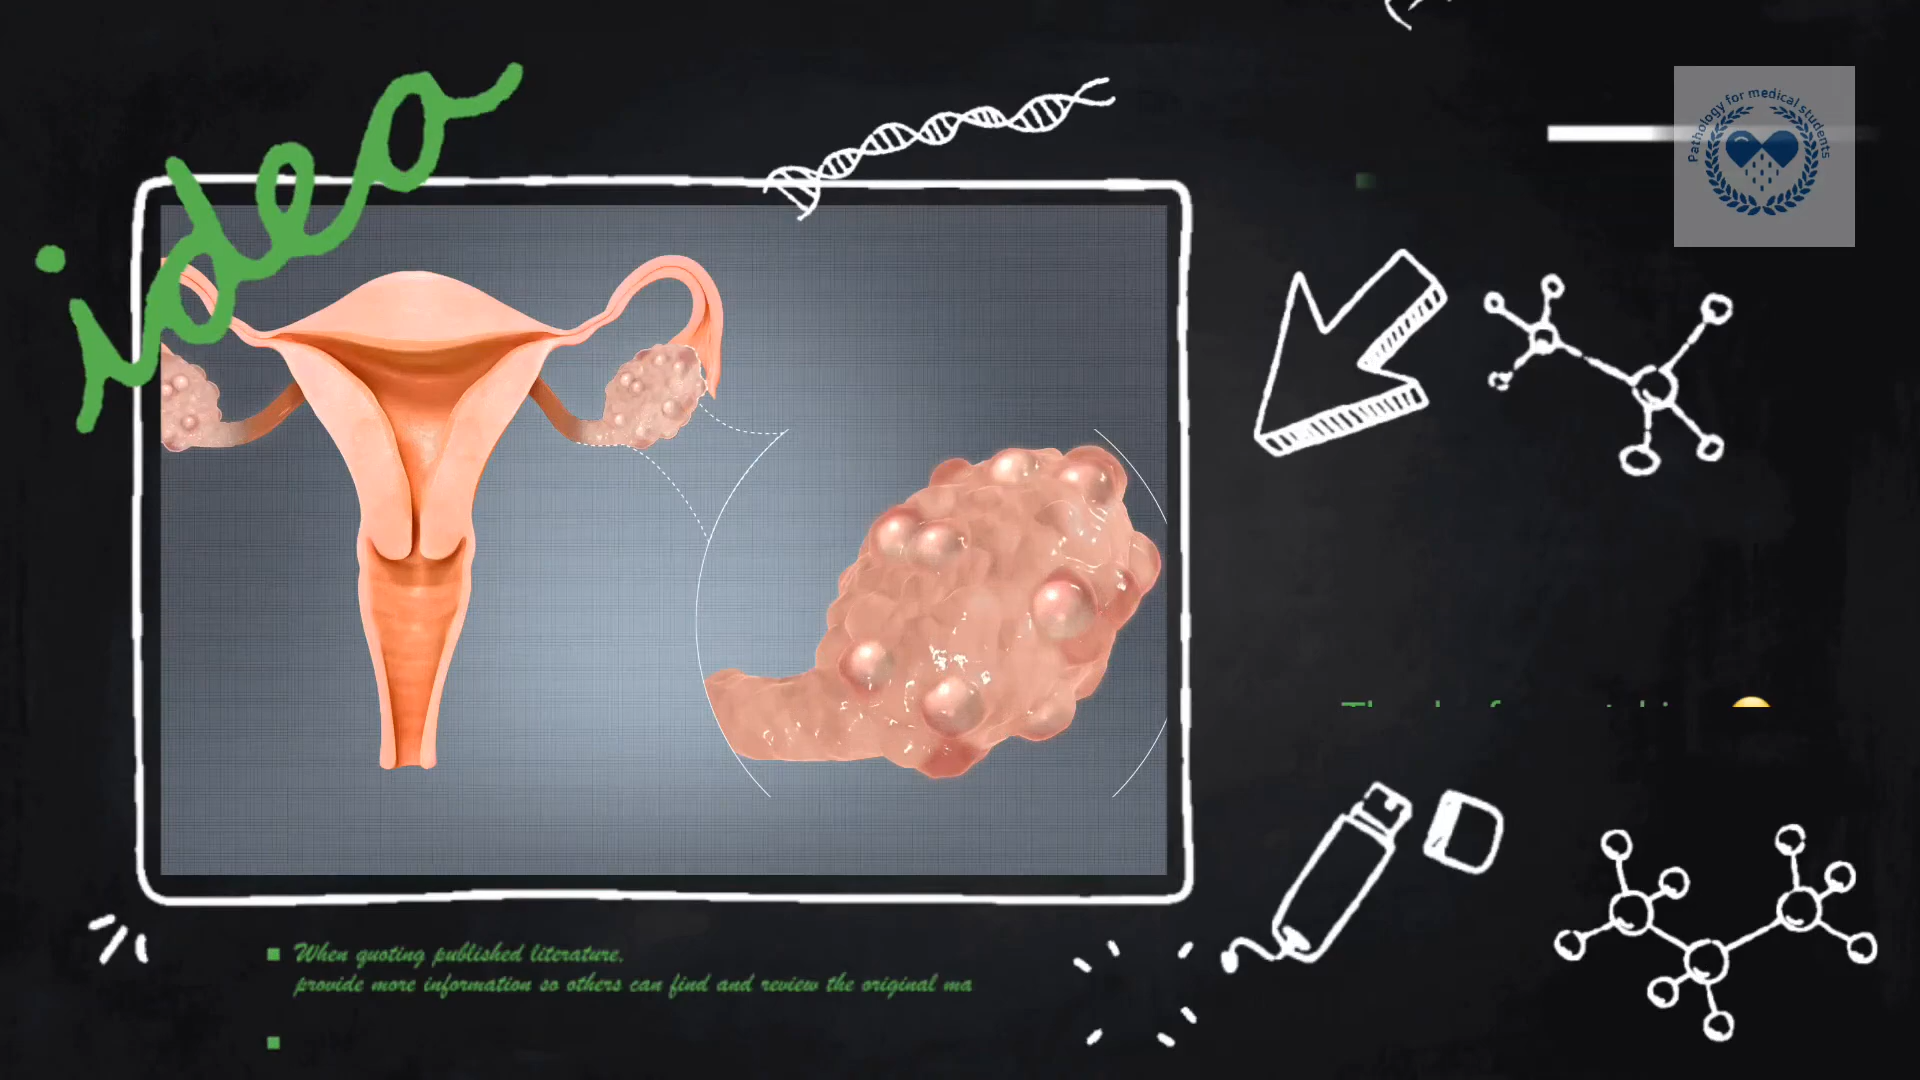 idea
Pathology for medical students
When quoting published literature,
provide more information so others can find and review the original ma